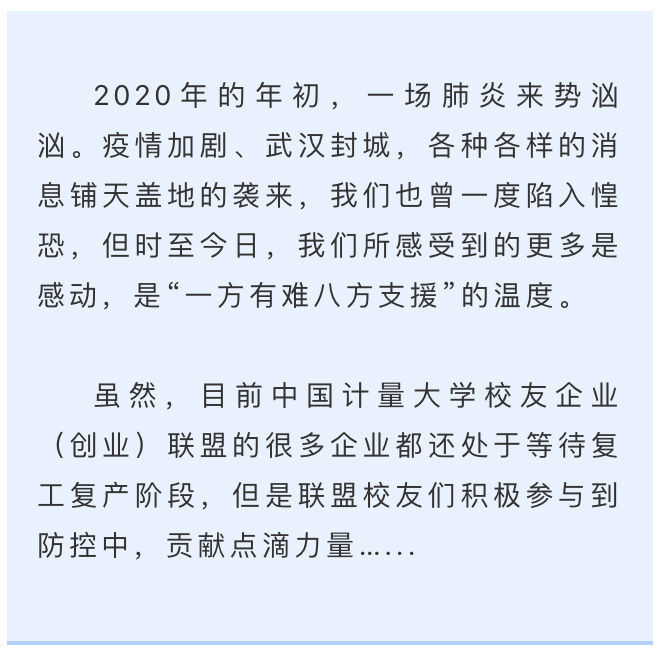 2020年的年初，一场肺炎来势汹
汹。疫情加剧、武汉封城，各种各样的消
息铺天盖地的袭来，我们也曾一度陷入惶
恐，但时至今日，我们所感受到的更多是
感动，是“一方有难八方支援”的温度。
虽然，目前中国计量大学校友企业
（创业）联盟的很多企业都还处于等待复
工复产阶段，但是联盟校友们积极参与到
防控中，贡献点滴力量…...